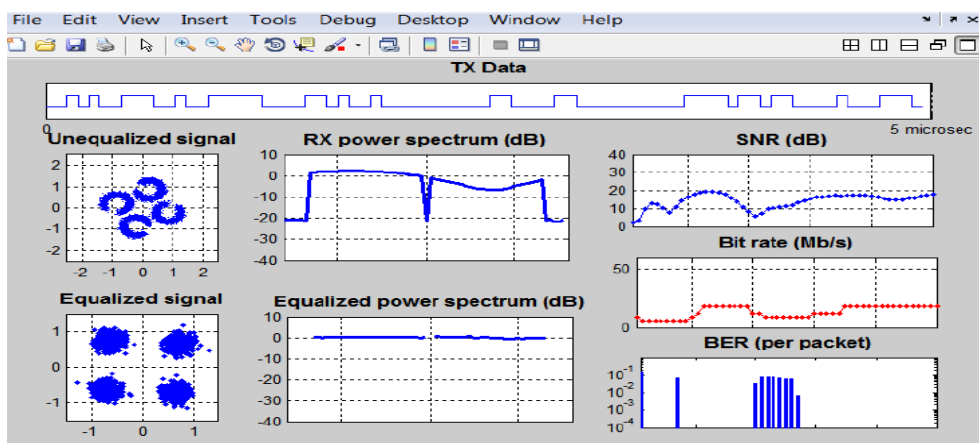 File Edit View Insert Tools Debug Desktop Window Help
TX Data
0
5 microsec
Unequalized signal
2
1
0
-1
-2
-2 -1 0 1 2
RX power spectrum (dB)
10
0
-10
-20
-30
-40
SNR (dB)
40
30
20
10
0
Bit rate (Mb/s)
50
0
Equalized signal
1
0
-1
-1 0 1
Equalized power spectrum (dB)
10
0
-10
-20
-30
-40
BER (per packet)
10-1
10-2
10-3
10-4